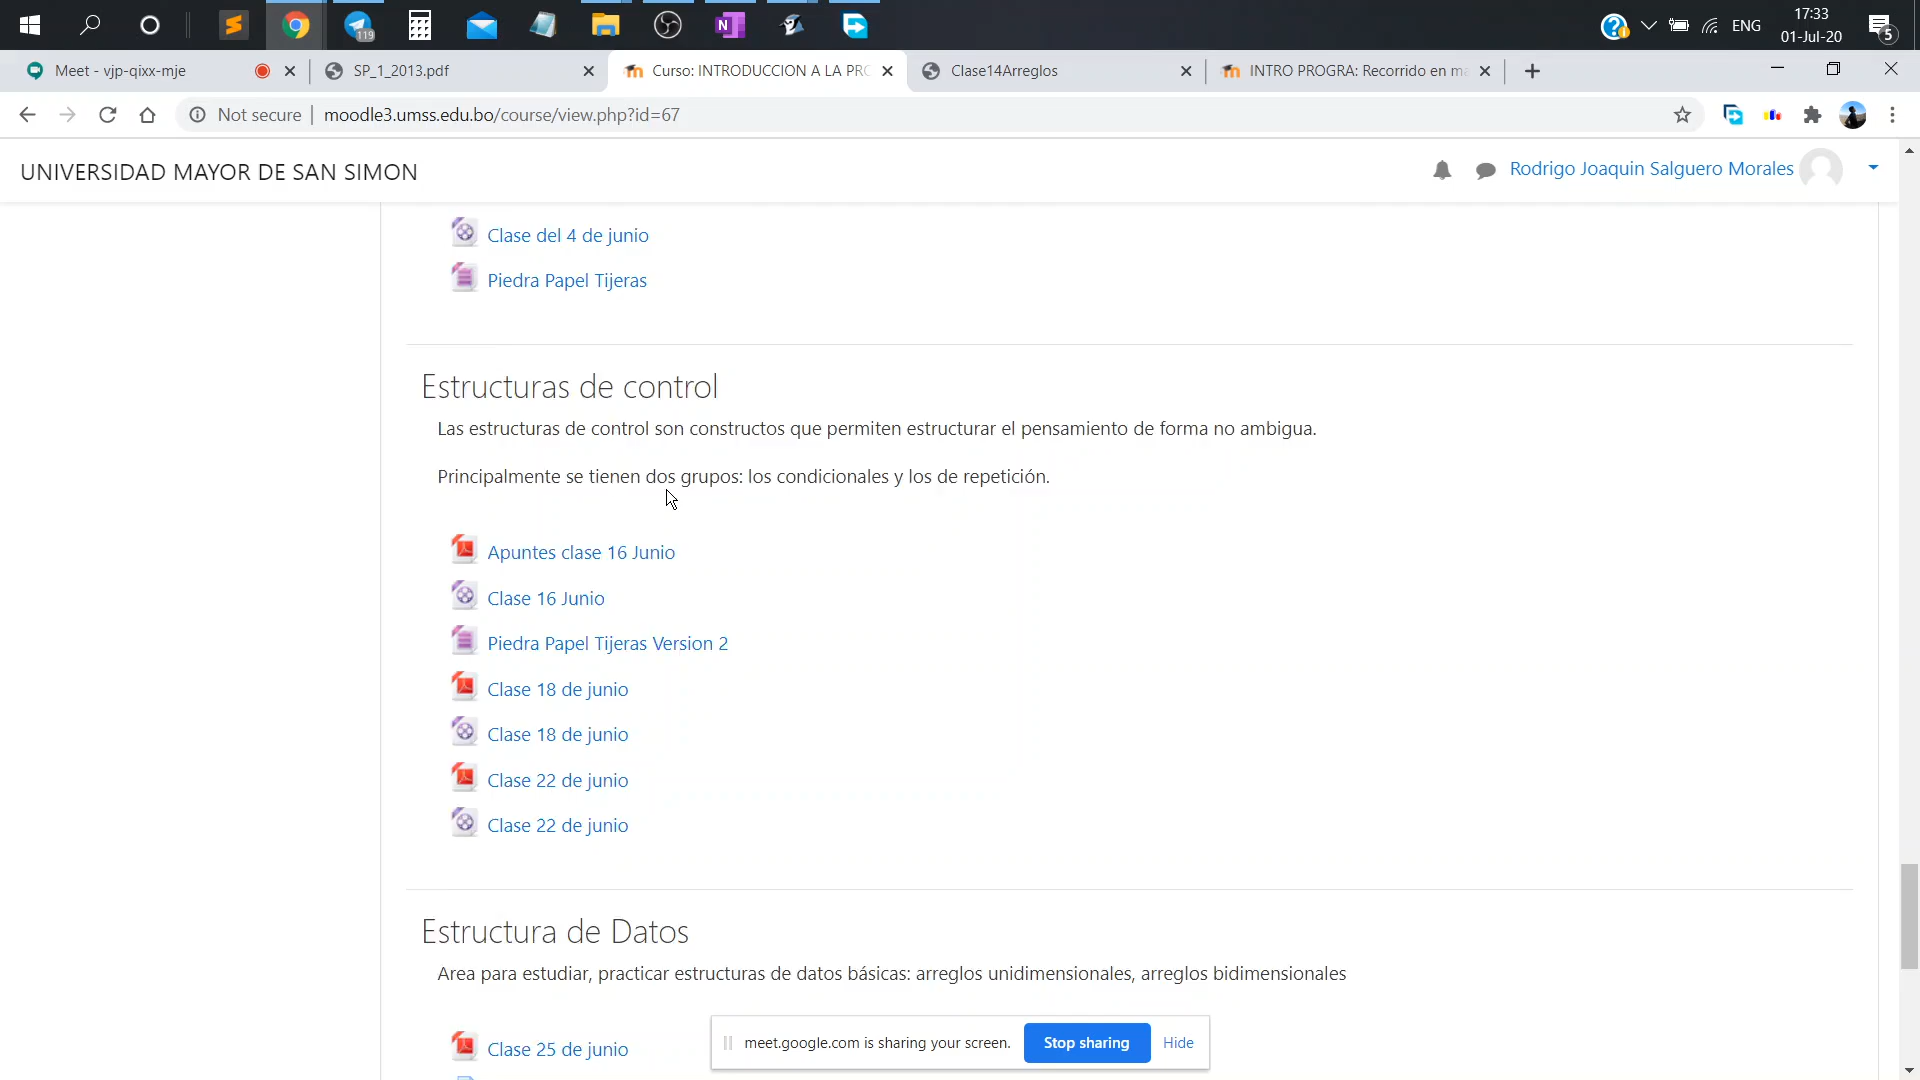 119
N
ENG
17:33
01-Jul-20
5
Meet - vjp-qixx-mje
SP_1_2013.pdf
Curso: INTRODUCCION A LA PRO
Clase14Arreglos
INTRO PROGRA: Recorrido en ma
Not secure | moodle3.umss.edu.bo/course/view.php?id=67
UNIVERSIDAD MAYOR DE SAN SIMON
Rodrigo Joaquin Salguero Morales
Clase del 4 de junio
Piedra Papel Tijeras
Estructuras de control
Las estructuras de control son constructos que permiten estructurar el pensamiento de forma no ambigua.
Principalmente se tienen dos grupos: los condicionales y los de repetición.
Apuntes clase 16 Junio
Clase 16 Junio
Piedra Papel Tijeras Version 2
Clase 18 de junio
Clase 18 de junio
Clase 22 de junio
Clase 22 de junio
Estructura de Datos
Area para estudiar, practicar estructuras de datos básicas: arreglos unidimensionales, arreglos bidimensionales
Clase 25 de junio
meet.google.com is sharing your screen.
Stop sharing
Hide